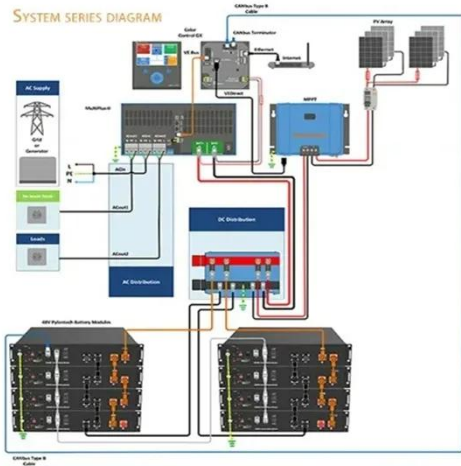 SYSTEM SERIES DIAGRAM
CANbus Type B
Cable
Color
Control GX
CANbus Terminator
VE Bus
Ethernet
Internet
PV Array
AC Supply
Grid
or
Generator
MultiPlus-II
VEDirect
MPPT
L
PE
N
ACin
ACout1
Loads
ACout2
AC Distribution
DC Distribution
48V Pylontech Battery Modules
CANbus Type B
Cable